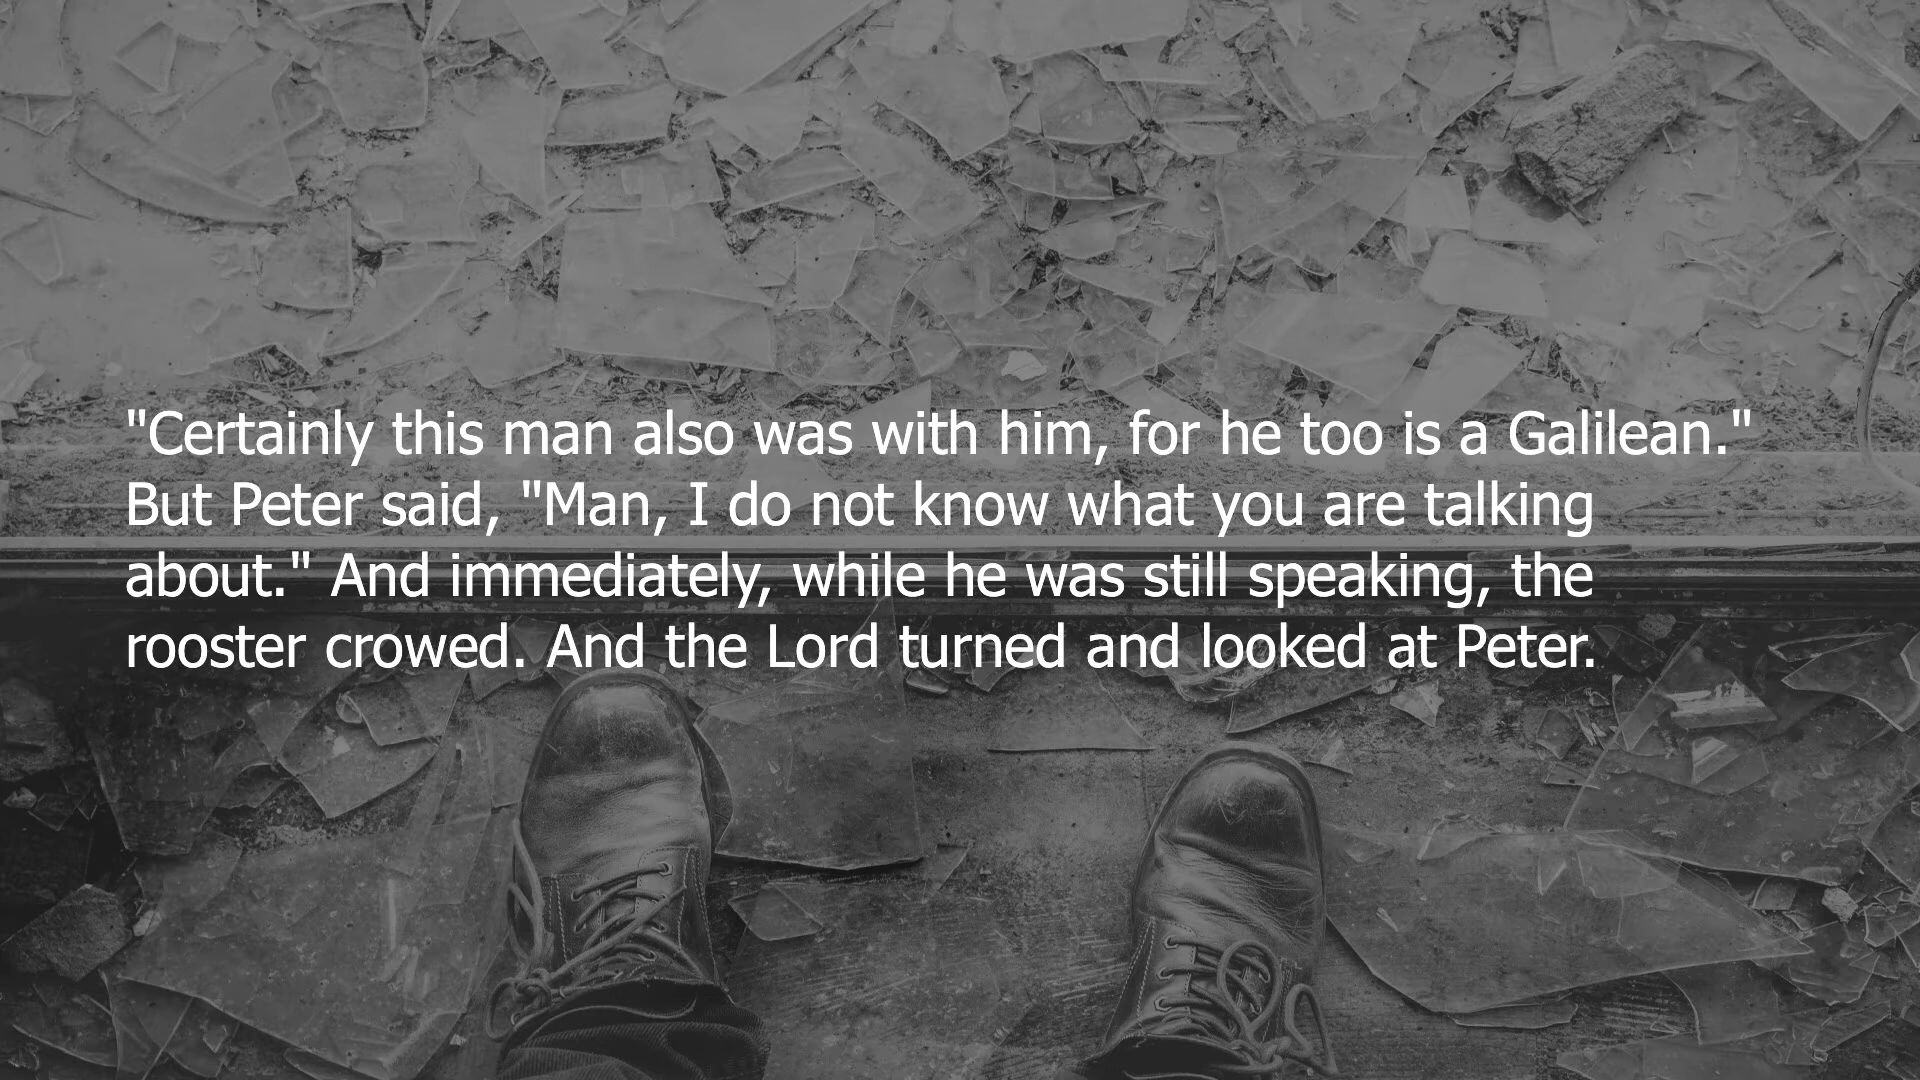 "Certainly this man also was with him, for he too is a Galilean."
But Peter said, "Man, I do not know what you are talking
about." And immediately, while he was still speaking, the
rooster crowed. And the Lord turned and looked at Peter.